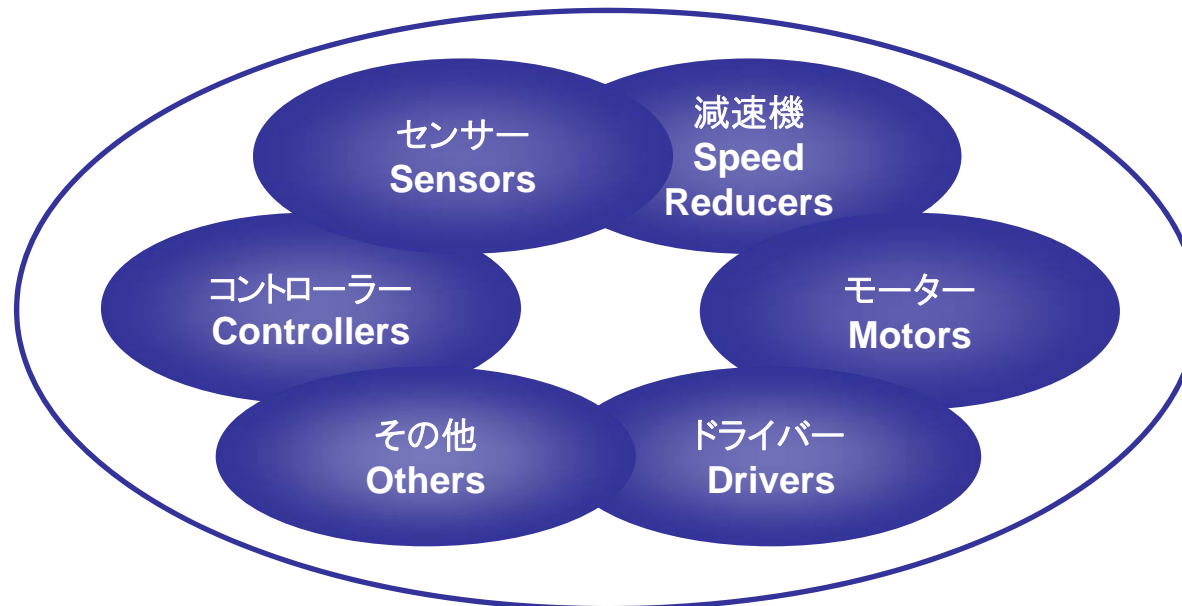 センサー
Sensors
減速機
Speed
Reducers
コントローラー
Controllers
モーター
Motors
その他
Others
ドライバー
Drivers